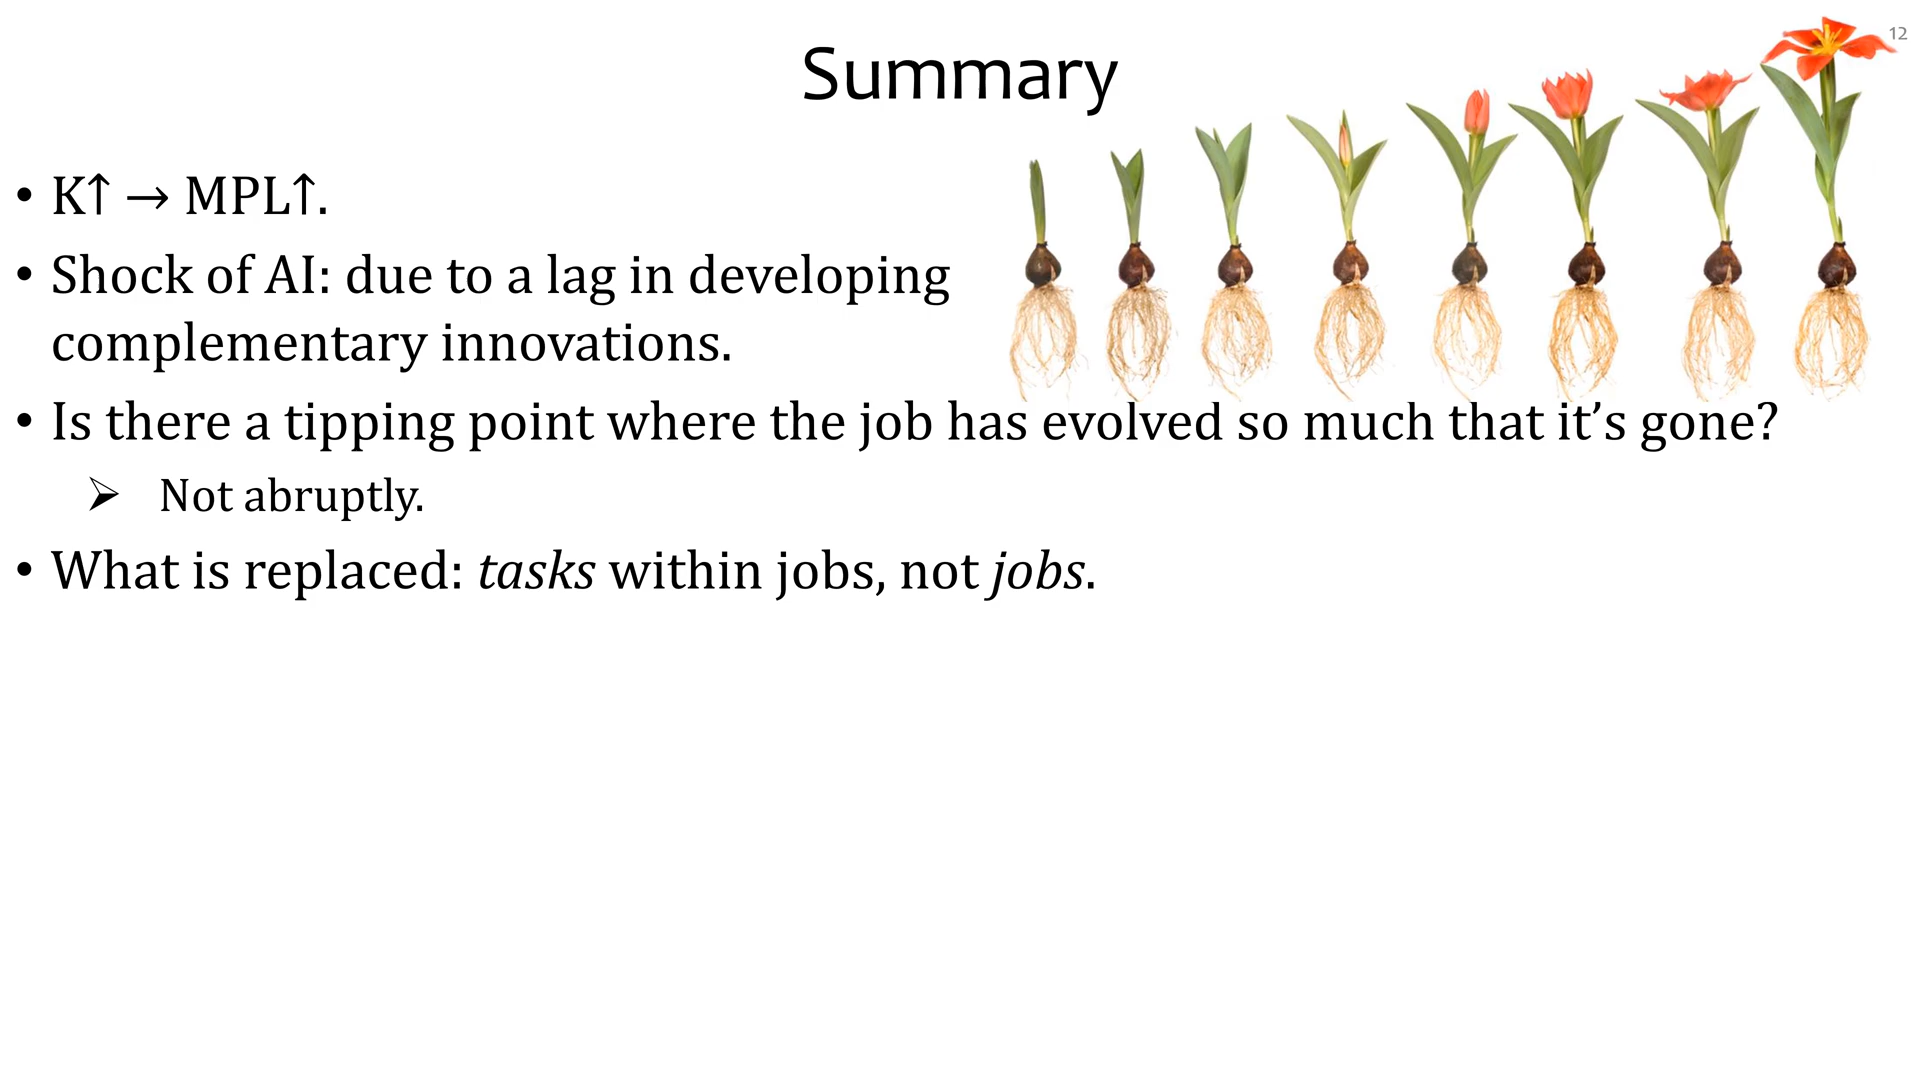 12
Summary
• K↑ → MPL↑.
• Shock of AI: due to a lag in developing
complementary innovations.
• Is there a tipping point where the job has evolved so much that it’s gone?
➢ Not abruptly.
• What is replaced: tasks within jobs, not jobs.